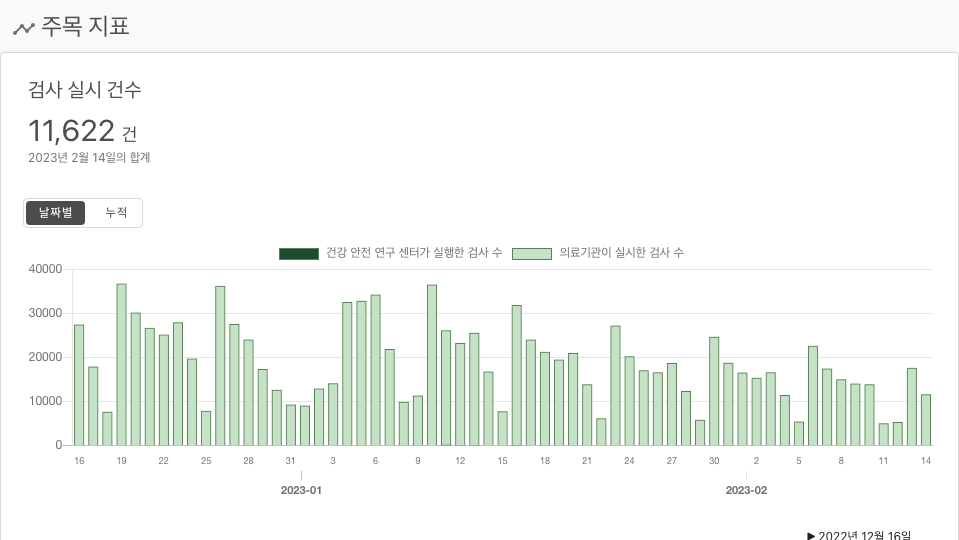 주목 지표
검사 실시 건수
11,622 건
2023년 2월 14일의 합계
날짜별 누적
건강 안전 연구 센터가 실행한 검사 수 의료기관이 실시한 검사 수
40000
30000
20000
10000
0
16 19 22 25 28 31 3 6 9 12 15 18 21 24 27 30 2 5 8 11 14
2023-01 2023-02
▶ 2022년 12월 16일